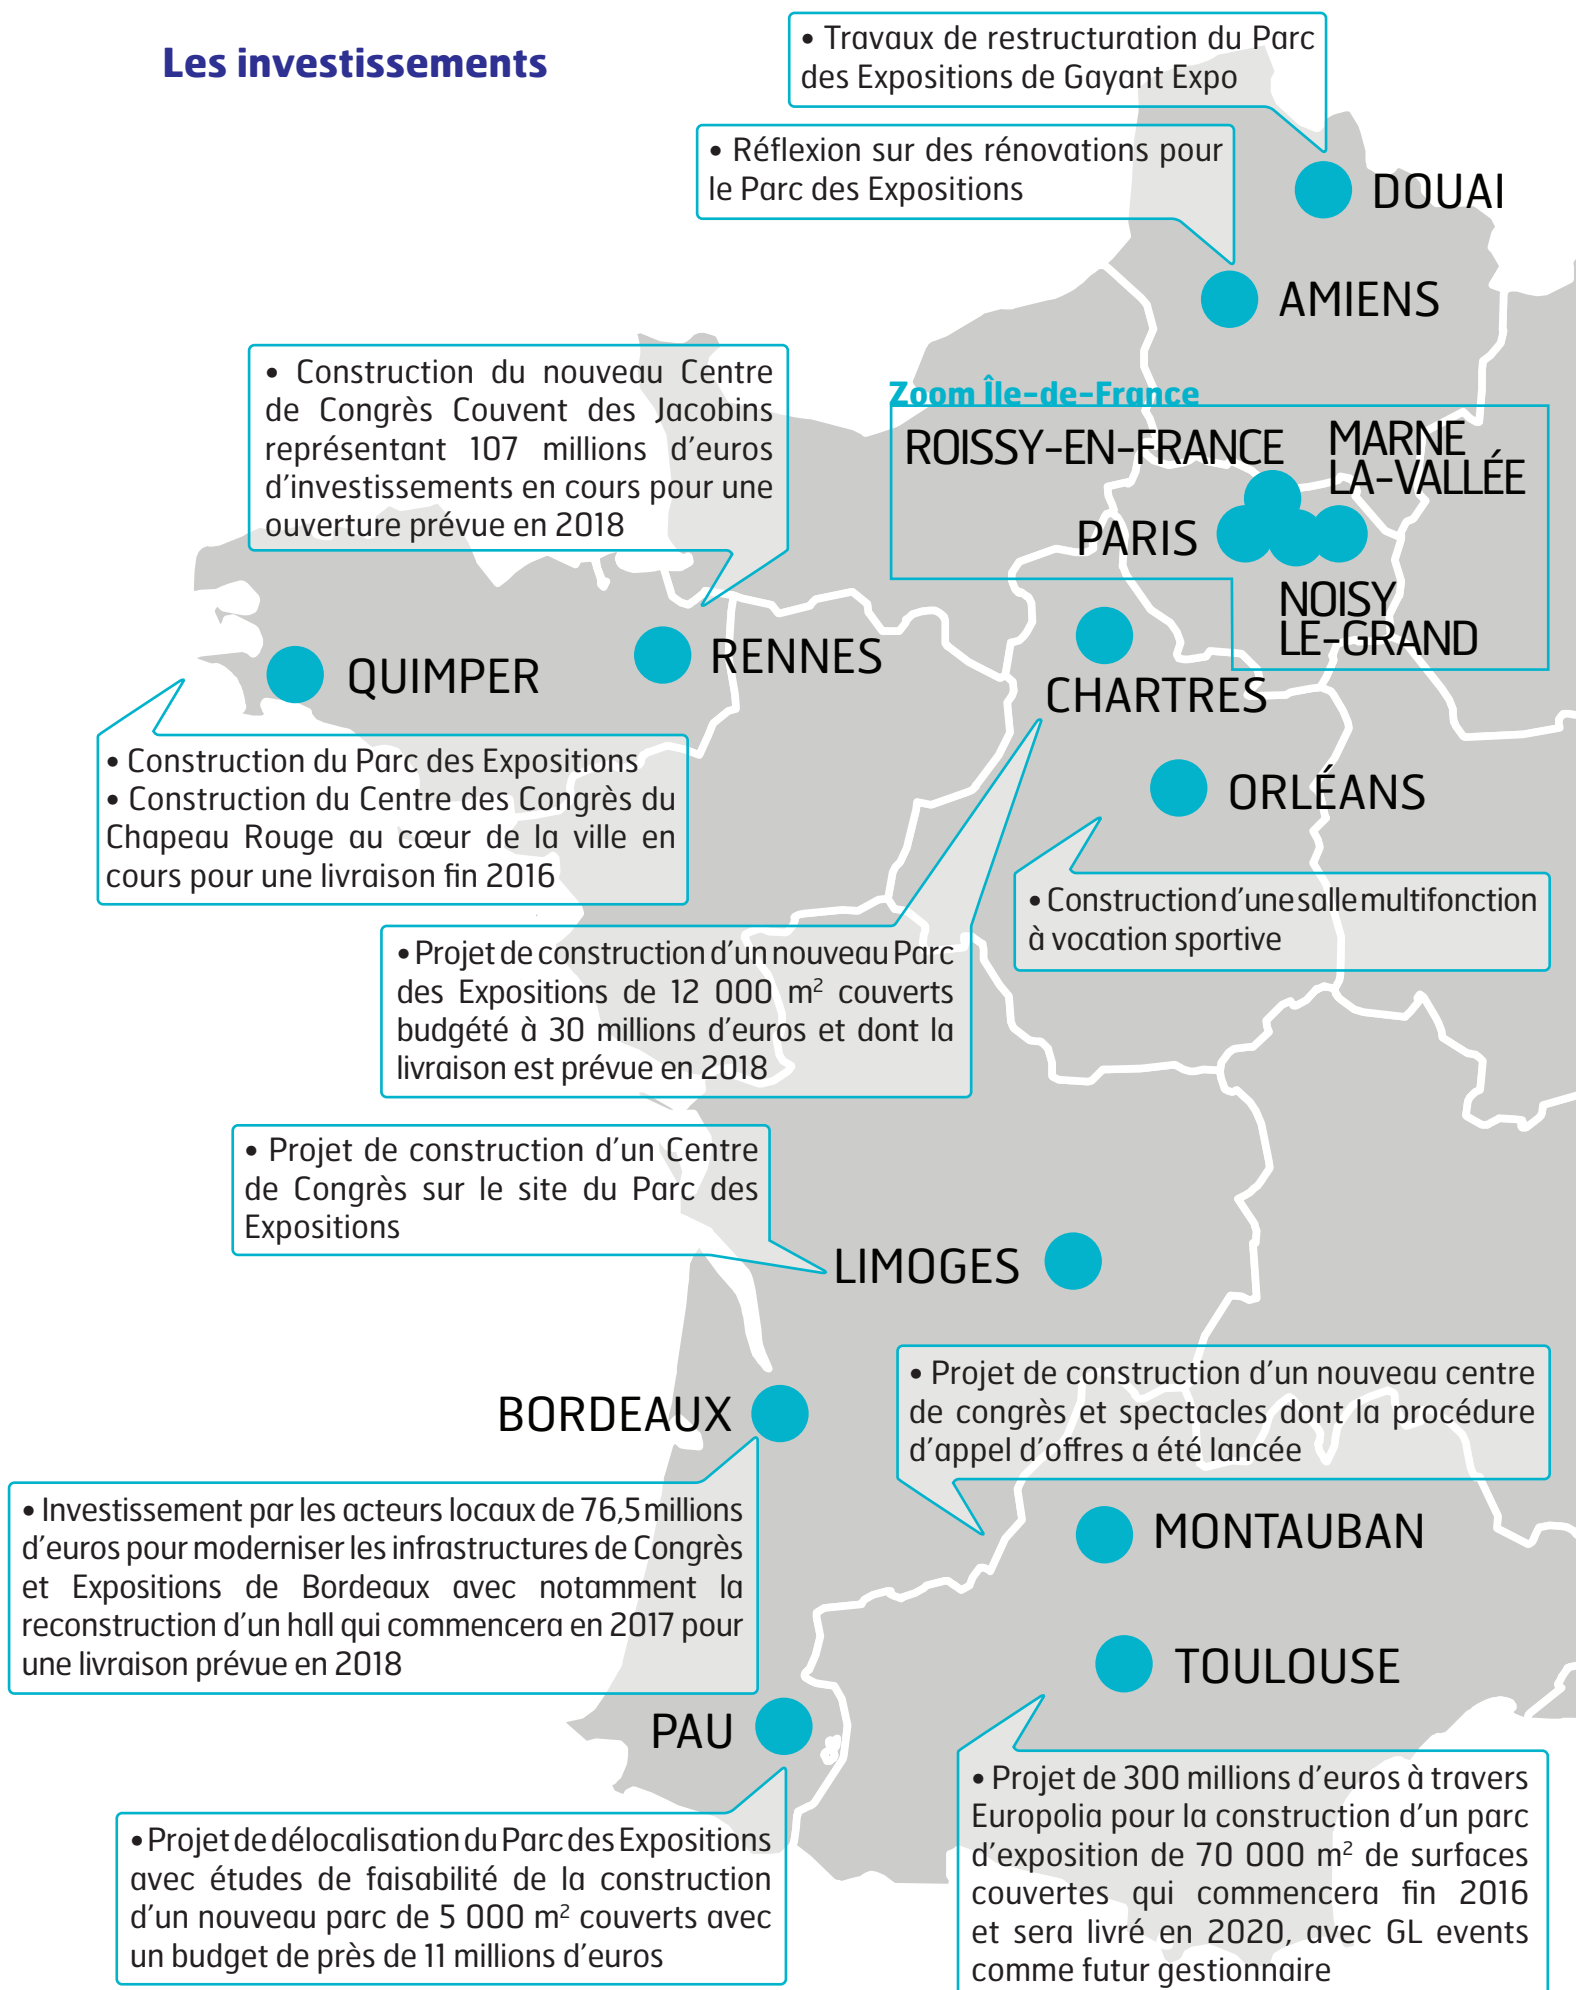 Les investissements
• Travaux de restructuration du Parc
des Expositions de Gayant Expo
• Réflexion sur des rénovations pour
le Parc des Expositions
DOUAI
AMIENS
• Construction du nouveau Centre
de Congrès Couvent des Jacobins
représentant 107 millions d’euros
d’investissements en cours pour une
ouverture prévue en 2018
Zoom Île-de-France
ROISSY-EN-FRANCE
MARNE
LA-VALLÉE
PARIS
NOISY
LE-GRAND
QUIMPER
RENNES
CHARTRES
• Construction du Parc des Expositions
• Construction du Centre des Congrès du
Chapeau Rouge au cœur de la ville en
cours pour une livraison fin 2016
ORLÉANS
• Construction d’une salle multifonction
à vocation sportive
• Projet de construction d’un nouveau Parc
des Expositions de 12 000 m² couverts
budgété à 30 millions d’euros et dont la
livraison est prévue en 2018
• Projet de construction d’un Centre
de Congrès sur le site du Parc des
Expositions
LIMOGES
• Projet de construction d’un nouveau centre
de congrès et spectacles dont la procédure
d’appel d’offres a été lancée
BORDEAUX
• Investissement par les acteurs locaux de 76,5 millions
d’euros pour moderniser les infrastructures de Congrès
et Expositions de Bordeaux avec notamment la
reconstruction d’un hall qui commencera en 2017 pour
une livraison prévue en 2018
MONTAUBAN
TOULOUSE
PAU
• Projet de délocalisation du Parc des Expositions
avec études de faisabilité de la construction
d’un nouveau parc de 5 000 m² couverts avec
un budget de près de 11 millions d’euros
• Projet de 300 millions d’euros à travers
Europolia pour la construction d’un parc
d’exposition de 70 000 m² de surfaces
couvertes qui commencera fin 2016
et sera livré en 2020, avec GL events
comme futur gestionnaire